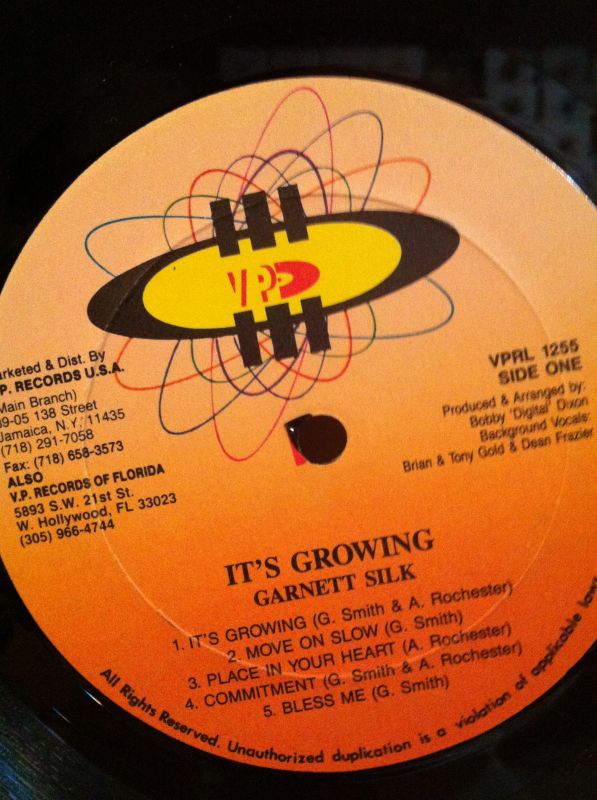 VP
arketed & Dist. By
.P. RECORDS U.S.A.
Main Branch)
9-05 138 Street
Jamaica, N.Y. 11435
(718) 291-7058
Fax: (718) 658-3573
ALSO
V.P. RECORDS OF FLORIDA
5893 S.W. 21st St.
W. Hollywood, FL 33023
(305) 966-4744
VPRL 1255
SIDE ONE
Produced & Arranged by:
Bobby 'Digital' Dixon
Background Vocals:
Brian & Tony Gold & Dean Frazier
IT'S GROWING
GARNETT SILK
1. IT'S GROWING (G. Smith & A. Rochester)
2. MOVE ON SLOW (G. Smith)
3. PLACE IN YOUR HEART (A. Rochester)
4. COMMITMENT (G. Smith & A. Rochester)
5. BLESS ME (G. Smith)
All Rights Reserved. Unauthorized duplication is a violation of applicable laws